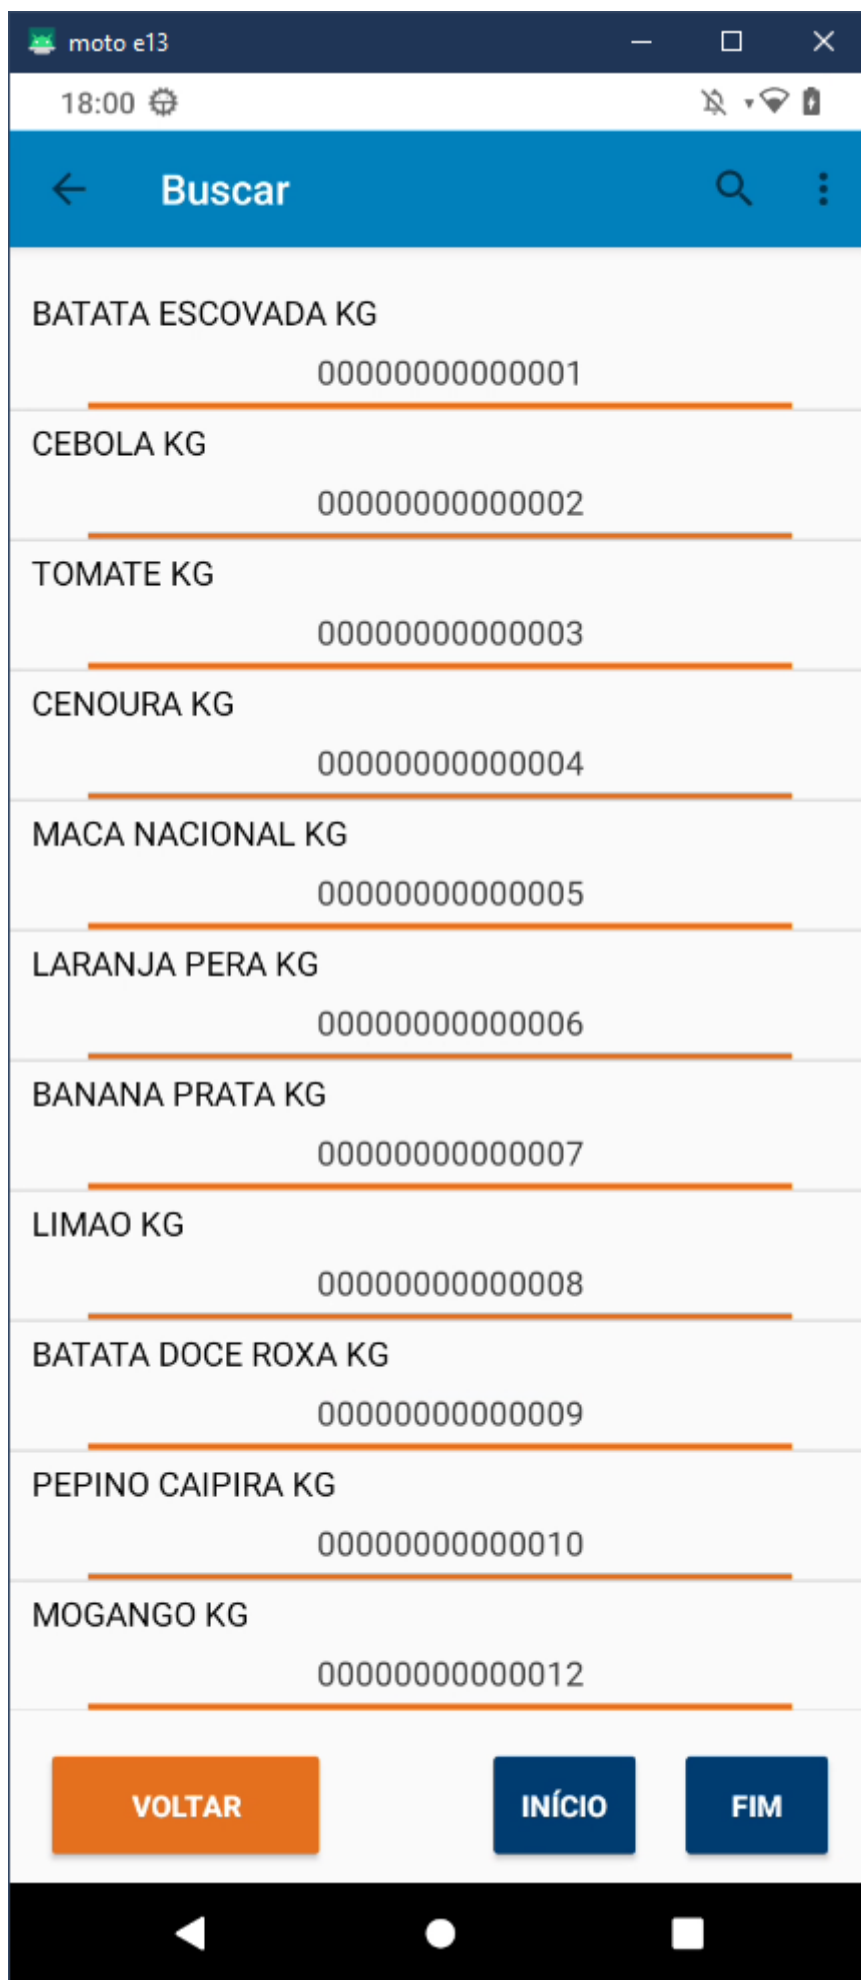 moto e13
18:00
Buscar
BATATA ESCOVADA KG
00000000000001
CEBOLA KG
00000000000002
TOMATE KG
00000000000003
CENOURA KG
00000000000004
MACA NACIONAL KG
00000000000005
LARANJA PERA KG
00000000000006
BANANA PRATA KG
00000000000007
LIMAO KG
00000000000008
BATATA DOCE ROXA KG
00000000000009
PEPINO CAIPIRA KG
00000000000010
MOGANGO KG
00000000000012
VOLTAR INÍCIO FIM